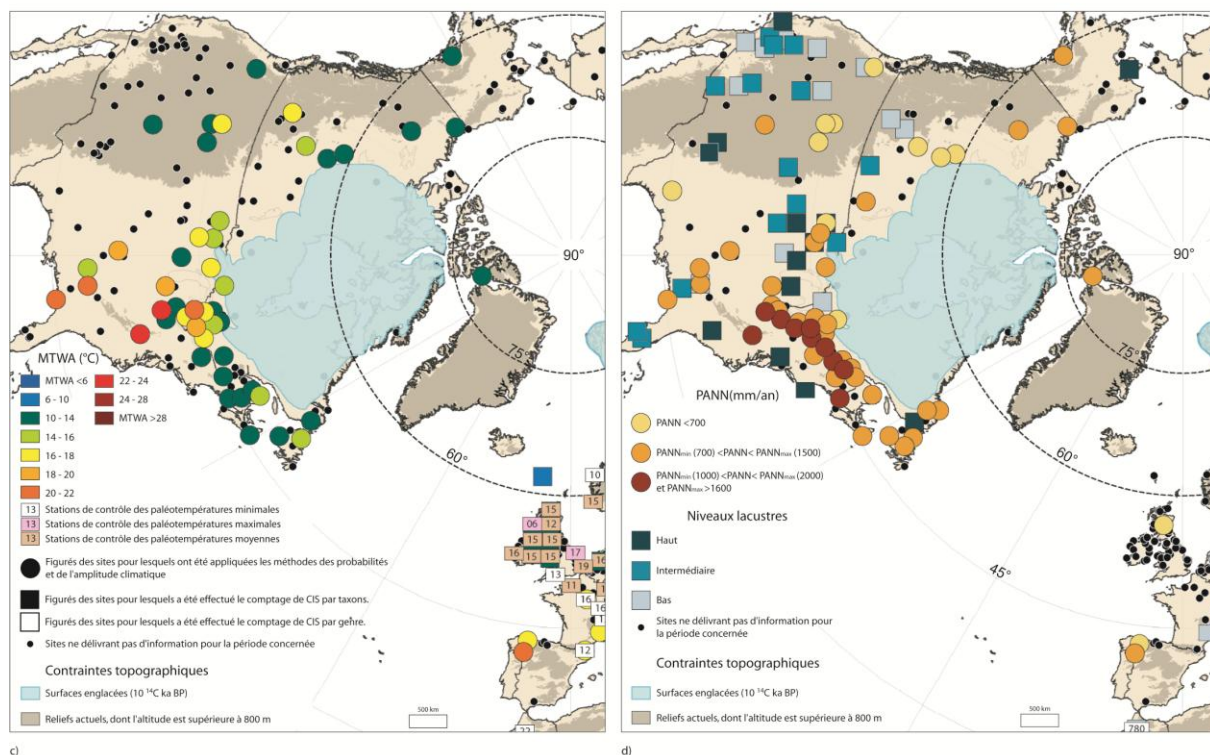 90°
75°
60°
MTWA (°C)
MTWA <6
6 - 10
10 - 14
14 - 16
16 - 18
18 - 20
20 - 22
22 - 24
24 - 28
MTWA >28
13 Stations de contrôle des paléotempératures minimales
13 Stations de contrôle des paléotempératures maximales
13 Stations de contrôle des paléotempératures moyennes
Figurés des sites pour lesquels ont été appliquées les méthodes des probabilités
et de l'amplitude climatique
Figurés des sites pour lesquels a été effectué le comptage de CIS par taxons.
Figurés des sites pour lesquels a été effectué le comptage de CIS par genre.
Sites ne délivrant pas d'information pour la période concernée
Contraintes topographiques
Surfaces englacées (10 ¹⁴C ka BP)
Reliefs actuels, dont l'altitude est supérieure à 800 m
500 km
10
15
15
06 12
15 15
16 15 15
17
16
19
13
11
16
16
12
22
c)
90°
75°
60°
45°
PANN(mm/an)
PANN <700
PANNmin (700) <PANN< PANNmax (1500)
PANNmin (1000) <PANN< PANNmax (2000)
et PANNmax >1600
Niveaux lacustres
Haut
Intermédiaire
Bas
Sites ne délivrant pas d'information pour
la période concernée
Contraintes topographiques
Surfaces englacées (10 ¹⁴C ka BP)
Reliefs actuels, dont l'altitude est supérieure à 800 m
500 km
780
d)